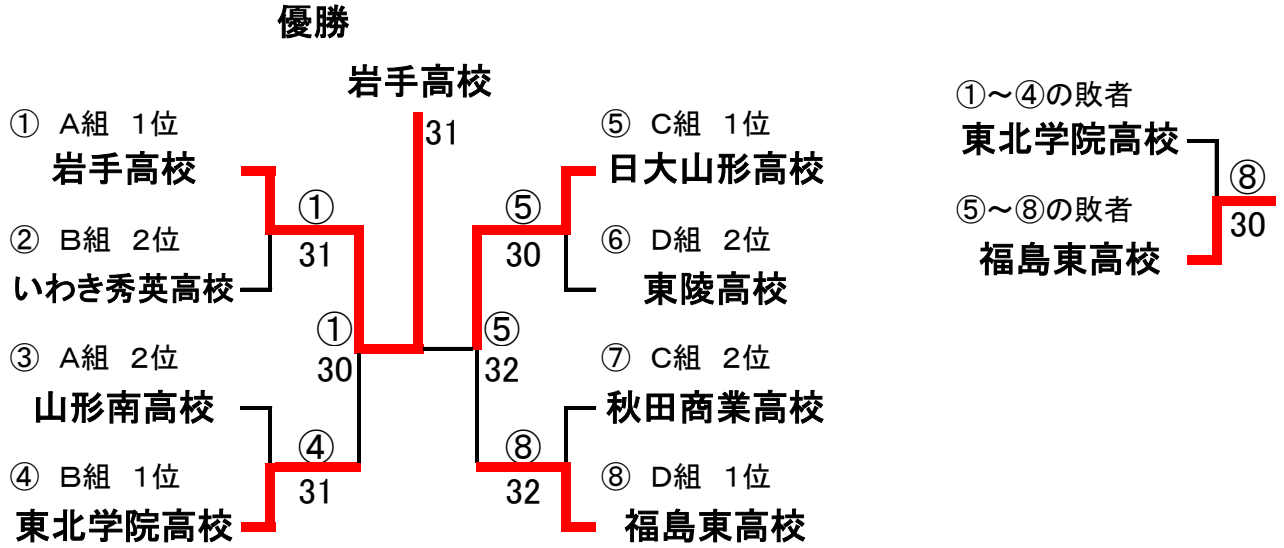 優勝
岩手高校
31
① A組 1位
岩手高校
①
31
② B組 2位
いわき秀英高校
①
30
③ A組 2位
山形南高校
④
31
④ B組 1位
東北学院高校
⑤ C組 1位
日大山形高校
⑤
30
⑥ D組 2位
東陵高校
⑤
32
⑦ C組 2位
秋田商業高校
⑧
32
⑧ D組 1位
福島東高校
①～④の敗者
東北学院高校
⑧
30
⑤～⑧の敗者
福島東高校